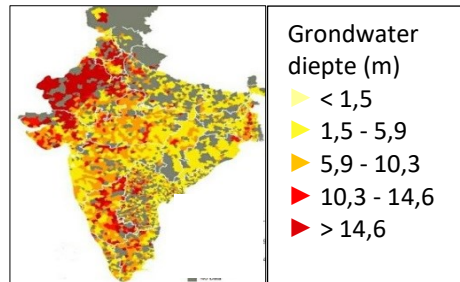 Grondwater
diepte (m)
< 1,5
1,5 - 5,9
5,9 - 10,3
10,3 - 14,6
> 14,6